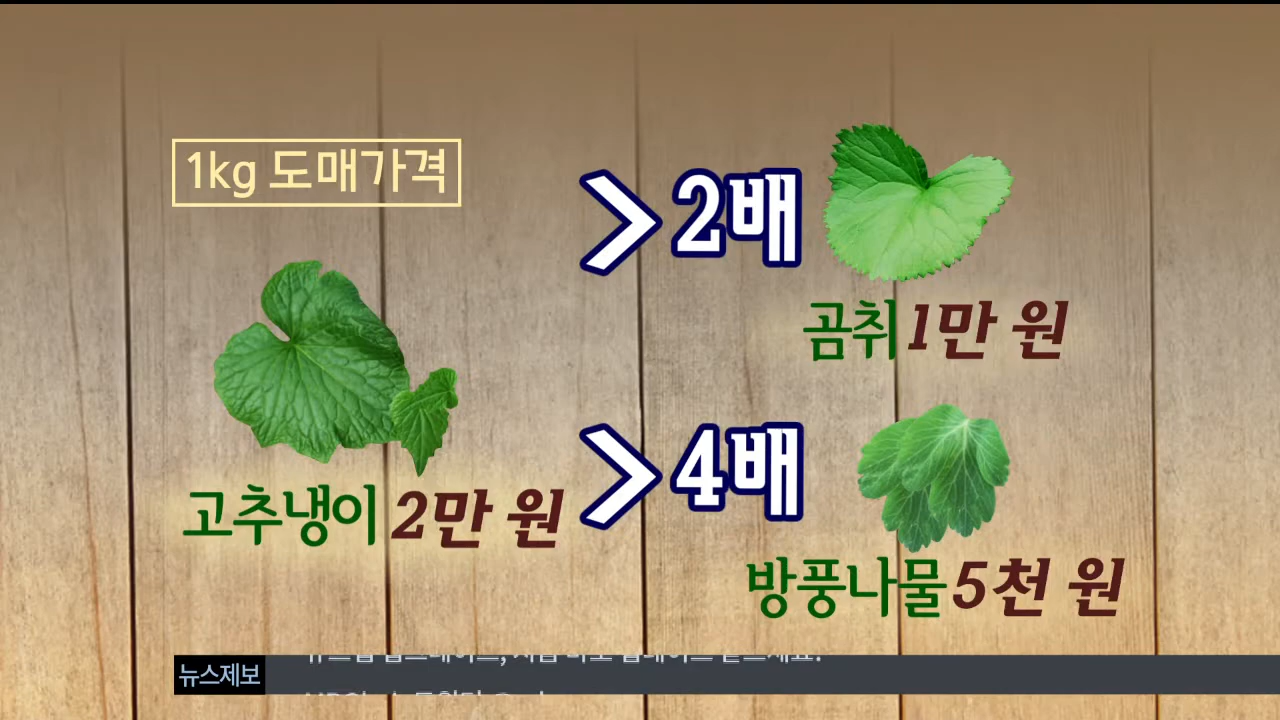 1kg 도매가격
> 2배
곰취 1만 원
고추냉이 2만 원
> 4배
방풍나물 5천 원
뉴스제보